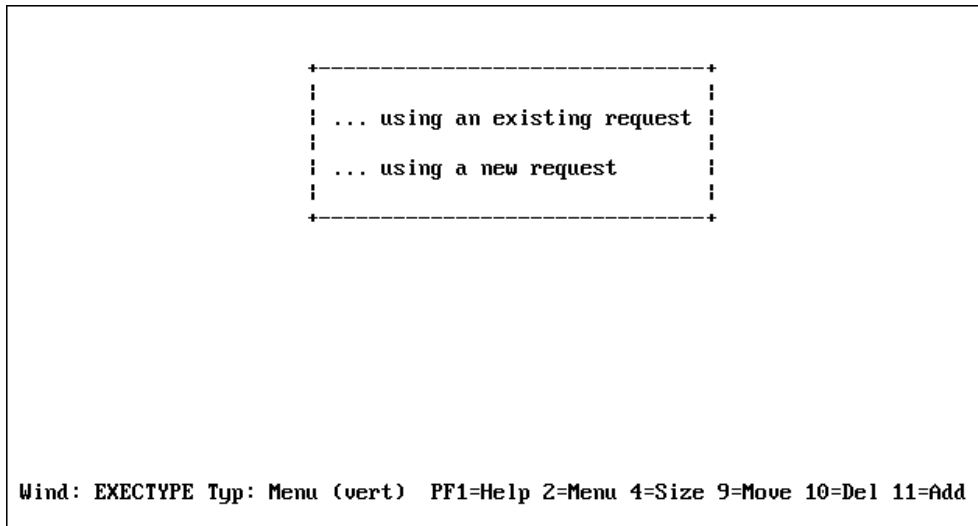 ... using an existing request
... using a new request
Wind: EXECTYPE Typ: Menu (vert) PF1=Help 2=Menu 4=Size 9=Move 10=Del 11=Add